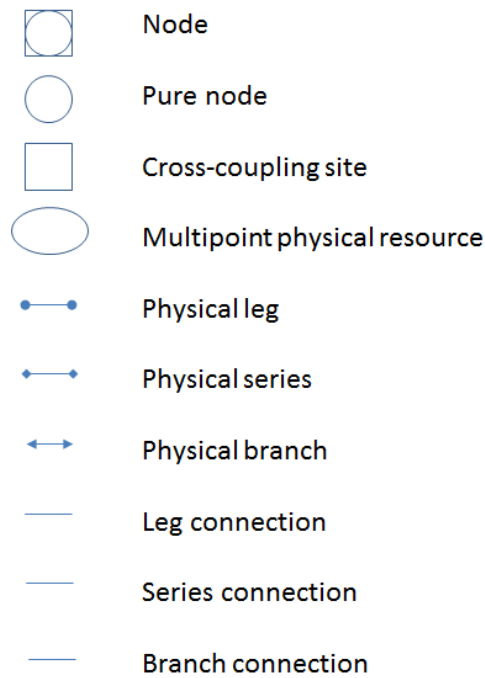 Node
Pure node
Cross-coupling site
Multipoint physical resource
Physical leg
Physical series
Physical branch
Leg connection
Series connection
Branch connection